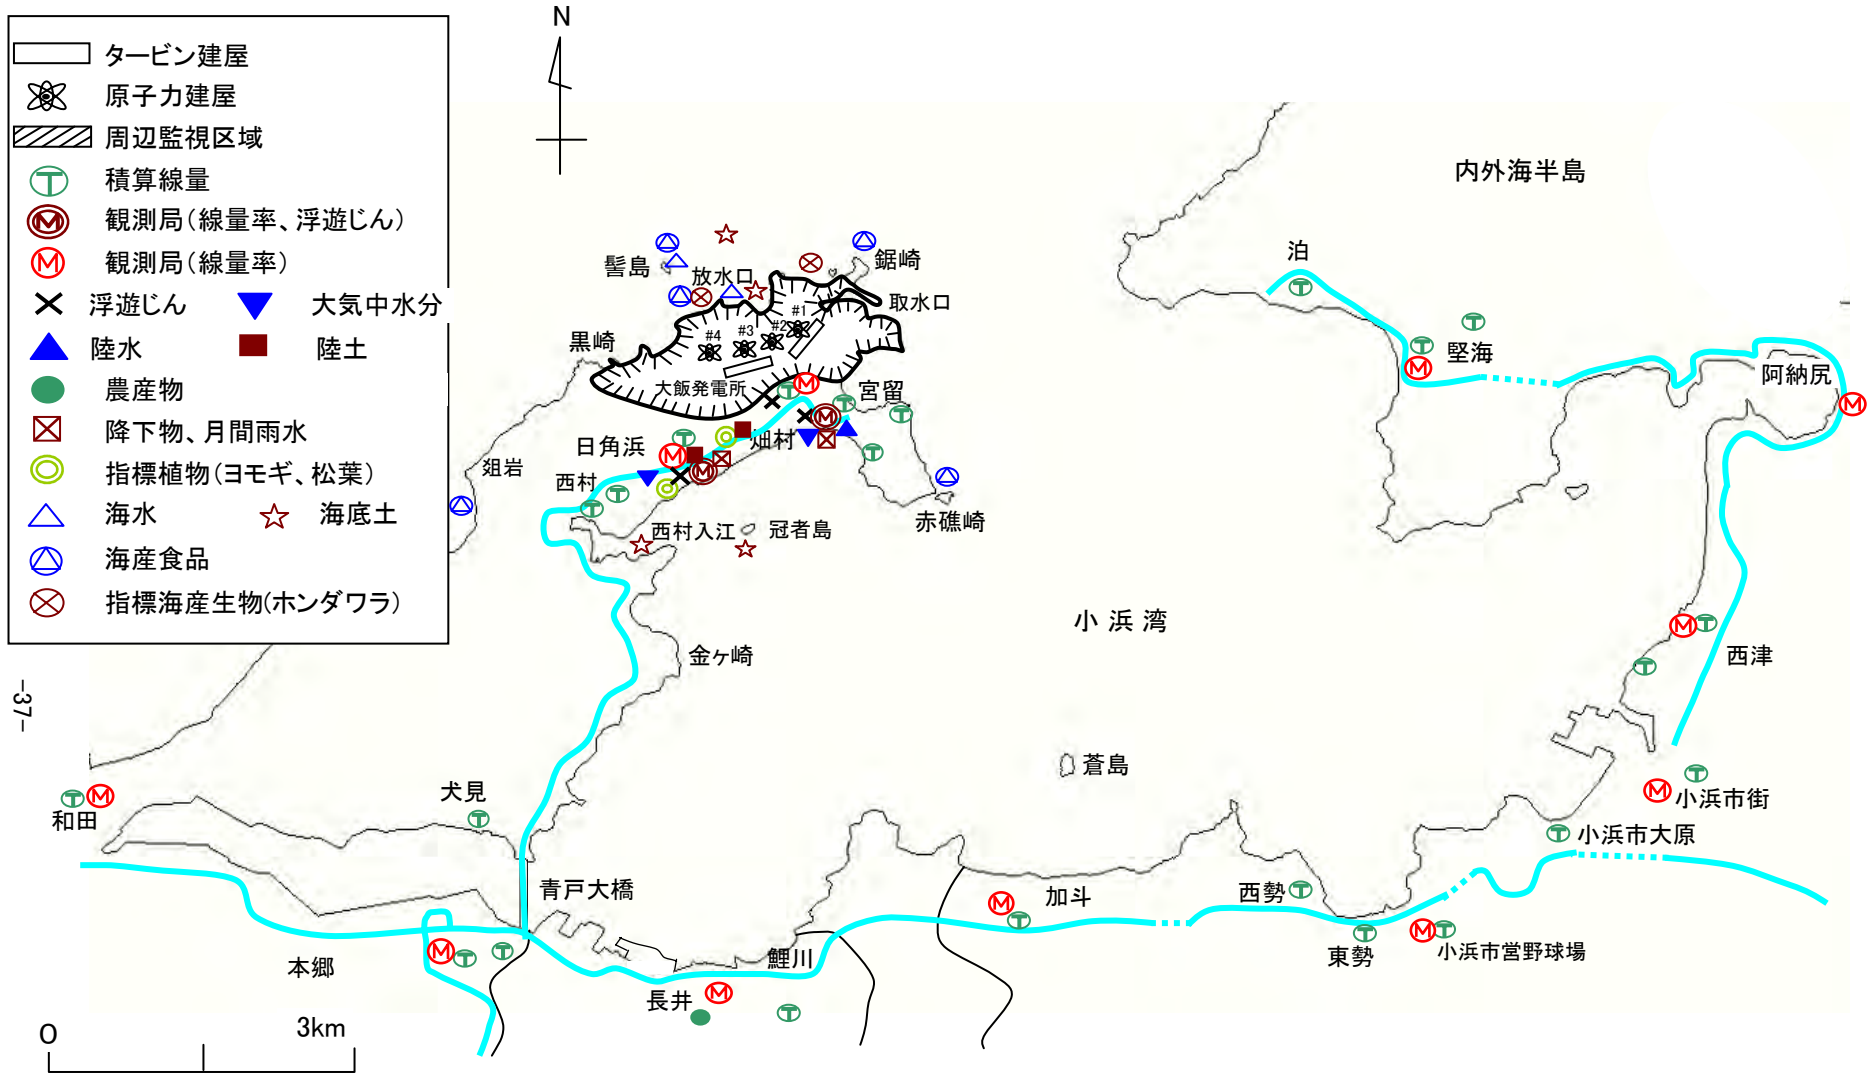 タービン建屋
原子力建屋
周辺監視区域
積算線量
観測局(線量率、浮遊じん)
観測局(線量率)
浮遊じん
大気中水分
陸水
陸土
農産物
降下物、月間雨水
指標植物(ヨモギ、松葉)
海水
海底土
海産食品
指標海産生物(ホンダワラ)
N
内外海半島
泊
堅海
阿納尻
髻島
放水口
鋸崎
取水口
黒崎
#1
#2
#3
#4
大飯発電所
宮留
日角浜
畑村
爼岩
西村
赤礁崎
西村入江
冠者島
小浜湾
金ヶ崎
西津
蒼島
-37-
和田
犬見
小浜市街
小浜市大原
青戸大橋
加斗
西勢
本郷
鯉川
東勢
小浜市営野球場
長井
0
3km